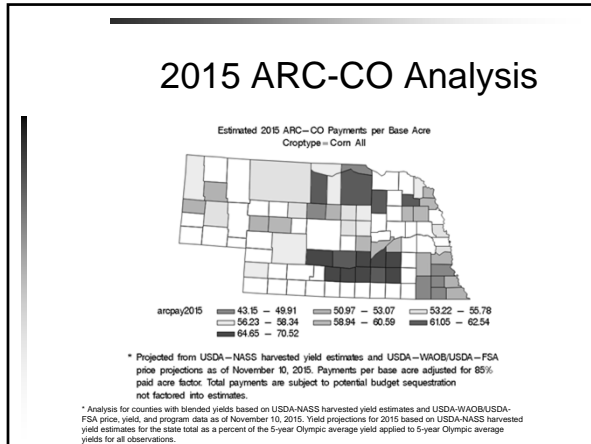 2015 ARC-CO Analysis
Estimated 2015 ARC−CO Payments per Base Acre
Croptype=Corn All
arcpay2015 43.15 − 49.91 50.97 − 53.07 53.22 − 55.78
56.23 − 58.34 58.94 − 60.59 61.05 − 62.54
64.65 − 70.52
* Projected from USDA−NASS harvested yield estimates and USDA−WAOB/USDA−FSA
price projections as of November 10, 2015. Payments per base acre adjusted for 85%
paid acre factor. Total payments are subject to potential budget sequestration
not factored into estimates.
* Analysis for counties with blended yields based on USDA-NASS harvested yield estimates and USDA-WAOB/USDA-
FSA price, yield, and program data as of November 10, 2015. Yield projections for 2015 based on USDA-NASS harvested
yield estimates for the state total as a percent of the 5-year Olympic average yield applied to 5-year Olympic average
yields for all observations.